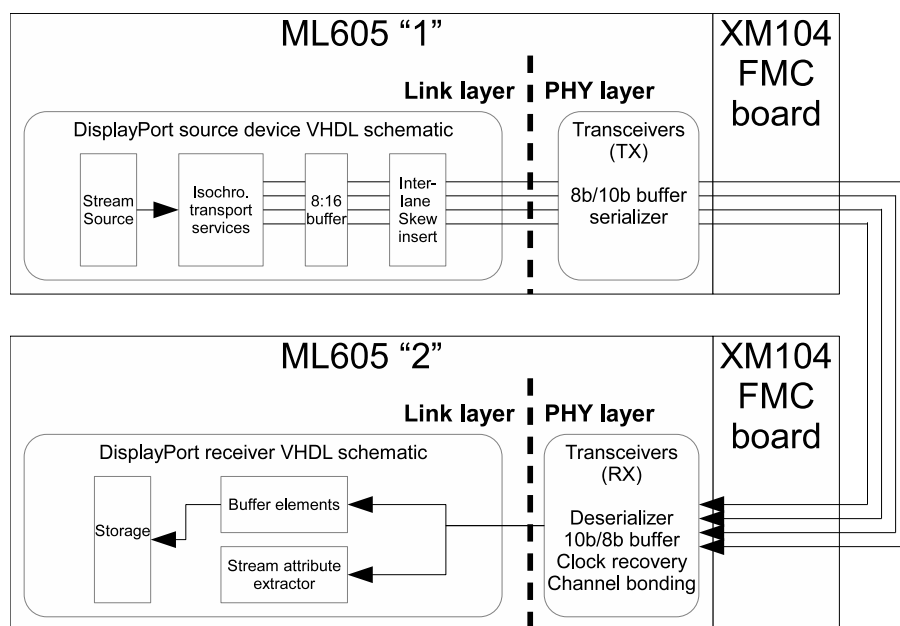 ML605 “1”
XM104
FMC
board
Link layer
PHY layer
DisplayPort source device VHDL schematic
Stream
Source
Isochro.
transport
services
8:16
buffer
Inter-
lane
Skew
insert
Transceivers
(TX)
8b/10b buffer
serializer
ML605 “2”
XM104
FMC
board
Link layer
PHY layer
DisplayPort receiver VHDL schematic
Storage
Buffer elements
Stream attribute
extractor
Transceivers
(RX)
Deserializer
10b/8b buffer
Clock recovery
Channel bonding